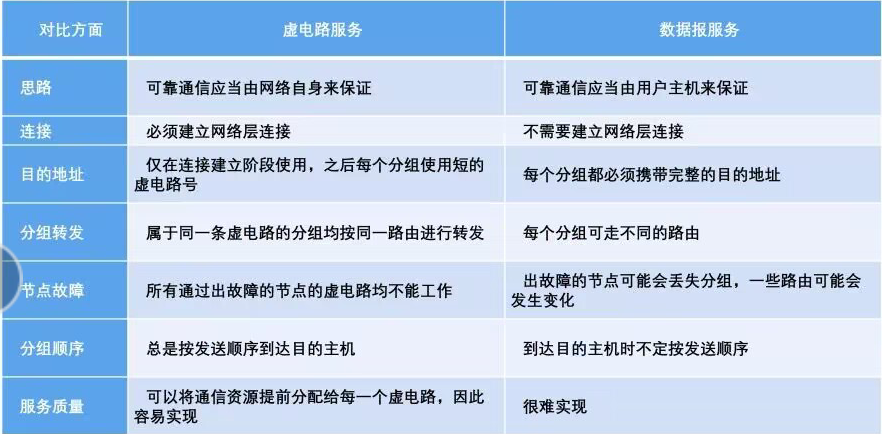 对比方面 虚电路服务 数据报服务
思路 可靠通信应当由网络自身来保证 可靠通信应当由用户主机来保证
连接 必须建立网络层连接 不需要建立网络层连接
目的地址 仅在连接建立阶段使用，之后每个分组使用短的
虚电路号 每个分组都必须携带完整的目的地址
分组转发 属于同一条虚电路的分组均按同一路由进行转发 每个分组可走不同的路由
节点故障 所有通过出故障的节点的虚电路均不能工作 出故障的节点可能会丢失分组，一些路由可能会
发生变化
分组顺序 总是按发送顺序到达目的主机 到达目的主机时不定按发送顺序
服务质量 可以将通信资源提前分配给每一个虚电路，因此
容易实现 很难实现